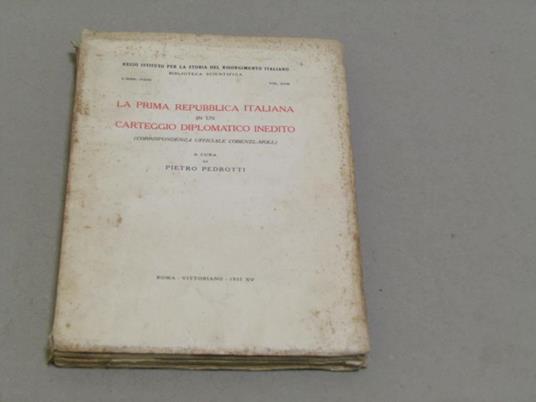 REGIO ISTITUTO PER LA STORIA DEL RISORGIMENTO ITALIANO
BIBLIOTECA SCIENTIFICA
LA PRIMA REPUBBLICA ITALIANA
IN UN
CARTEGGIO DIPLOMATICO INEDITO
(CORRISPONDENZA UFFICIALE COBENZL-MOLL)
A CURA
DI
PIETRO PEDROTTI
ROMA - VITTORIANO - XV